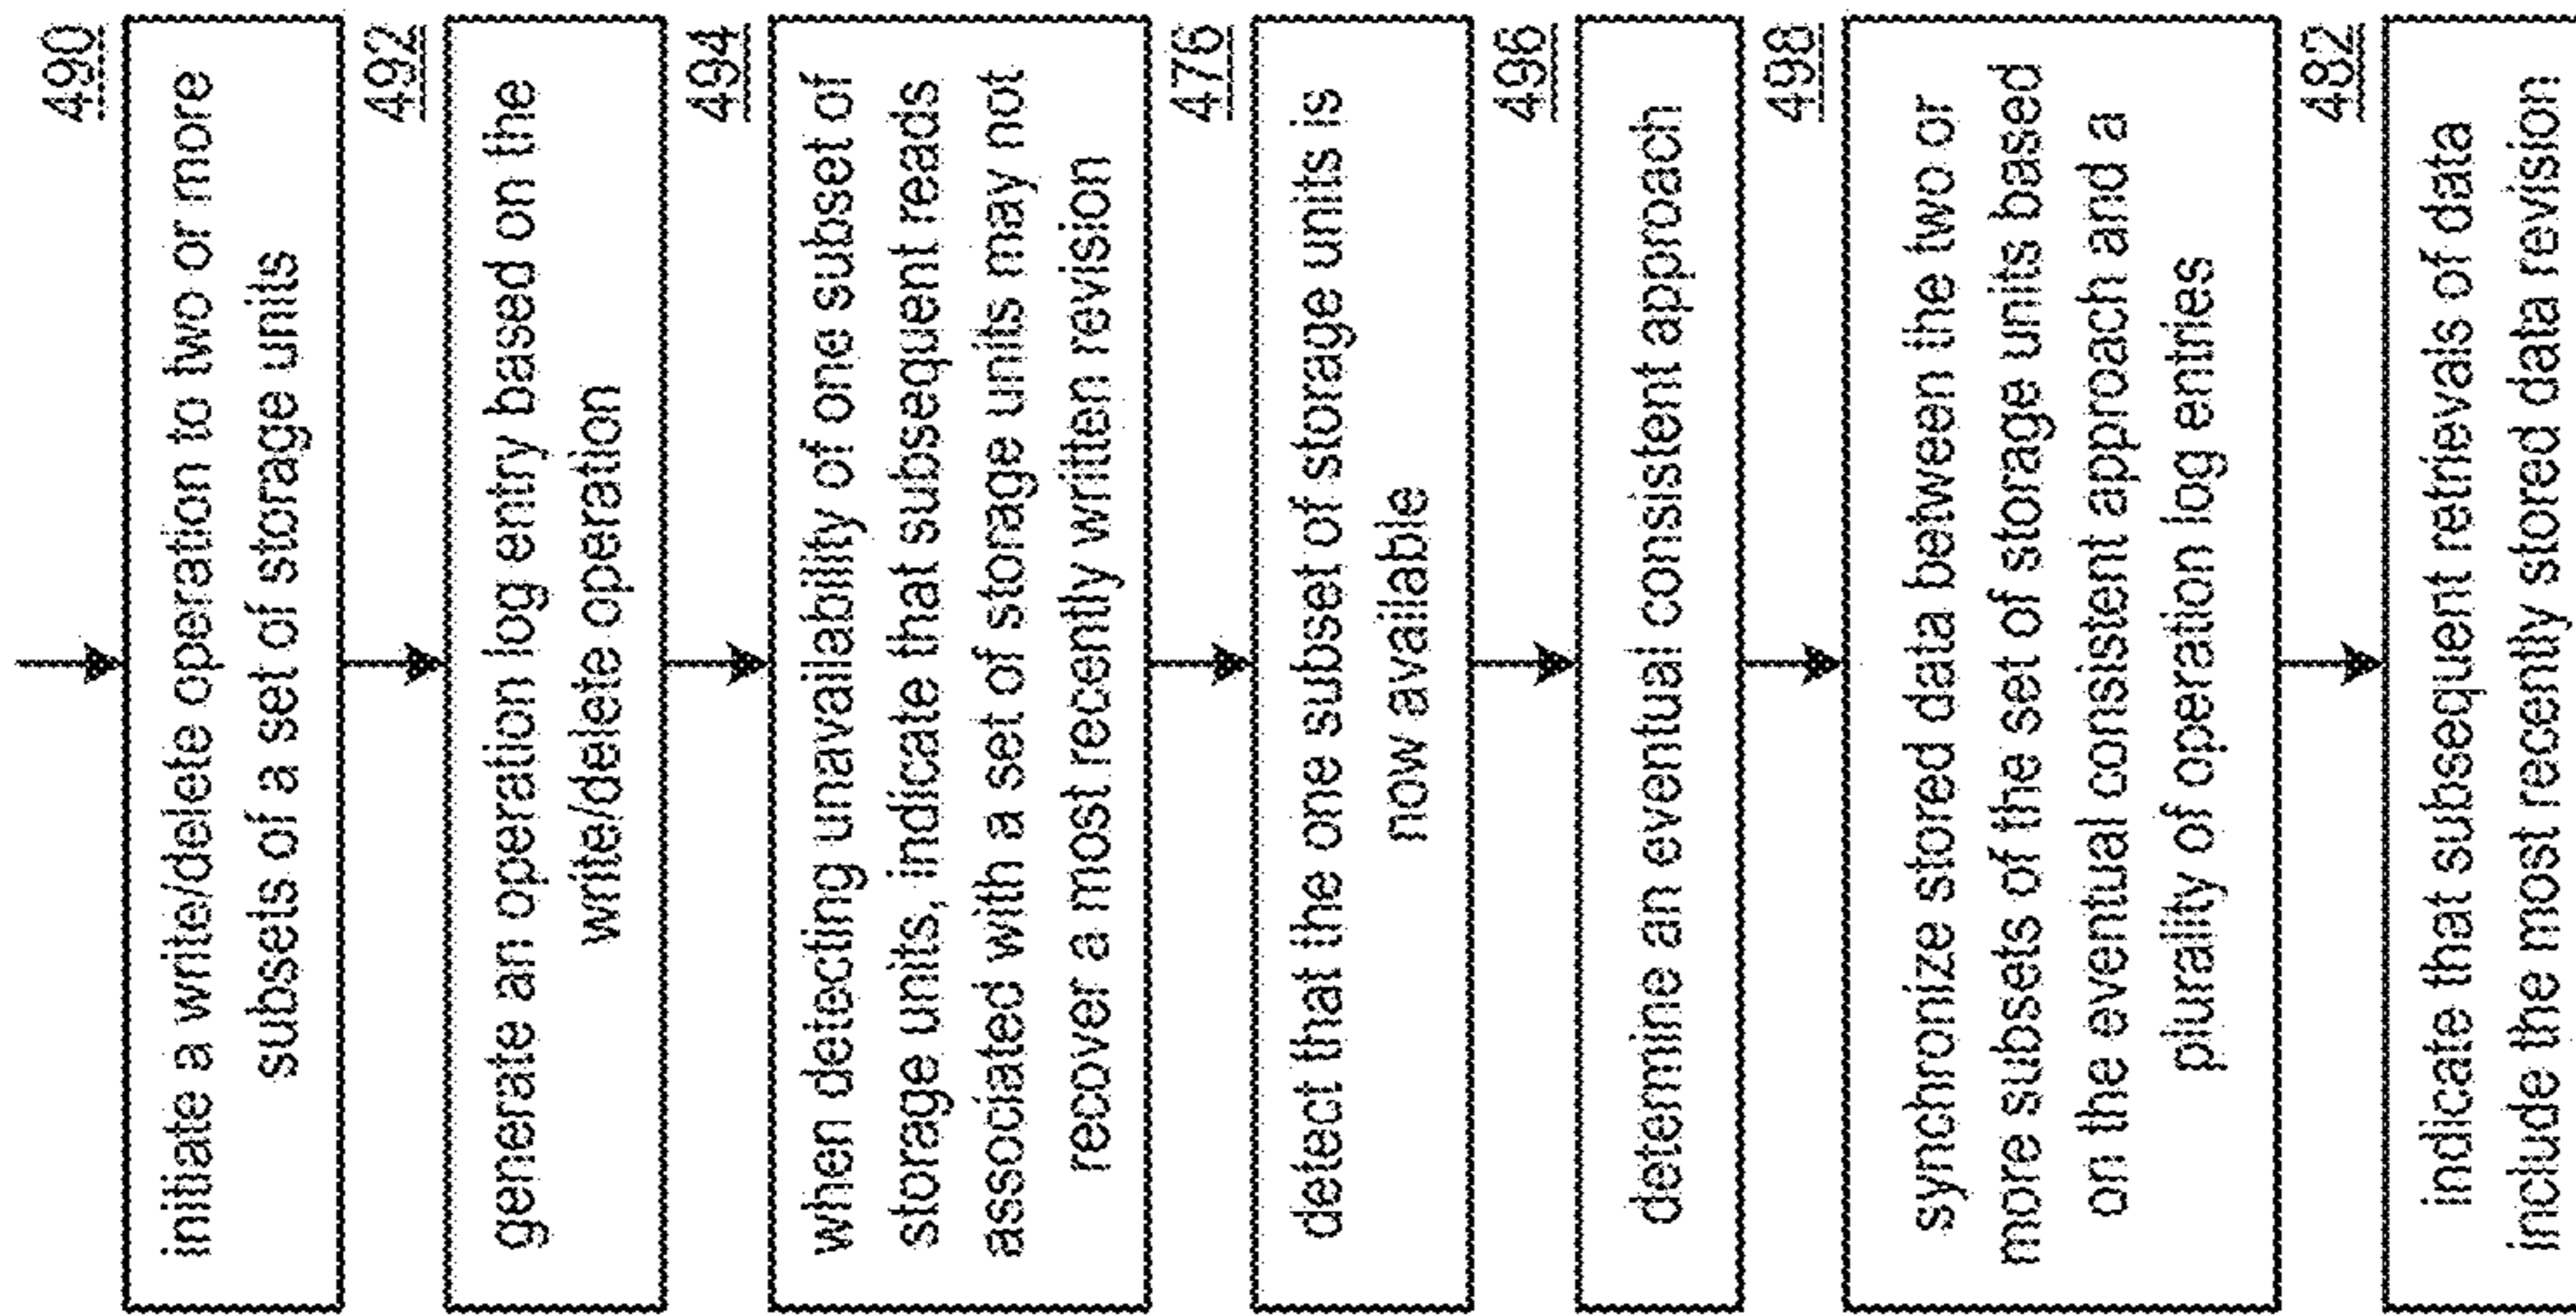 490
initiate a write/delete operation to two or more
subsets of a set of storage units
492
generate an operation log entry based on the
write/delete operation
494
when detecting unavailability of one subset of
storage units, indicate that subsequent reads
associated with a set of storage units may not
recover a most recently written revision
476
detect that the one subset of storage units is
now available
496
determine an eventual consistent approach
498
synchronize stored data between the two or
more subsets of the set of storage units based
on the eventual consistent approach and a
plurality of operation log entries
482
indicate that subsequent retrievals of data
include the most recently stored data revision